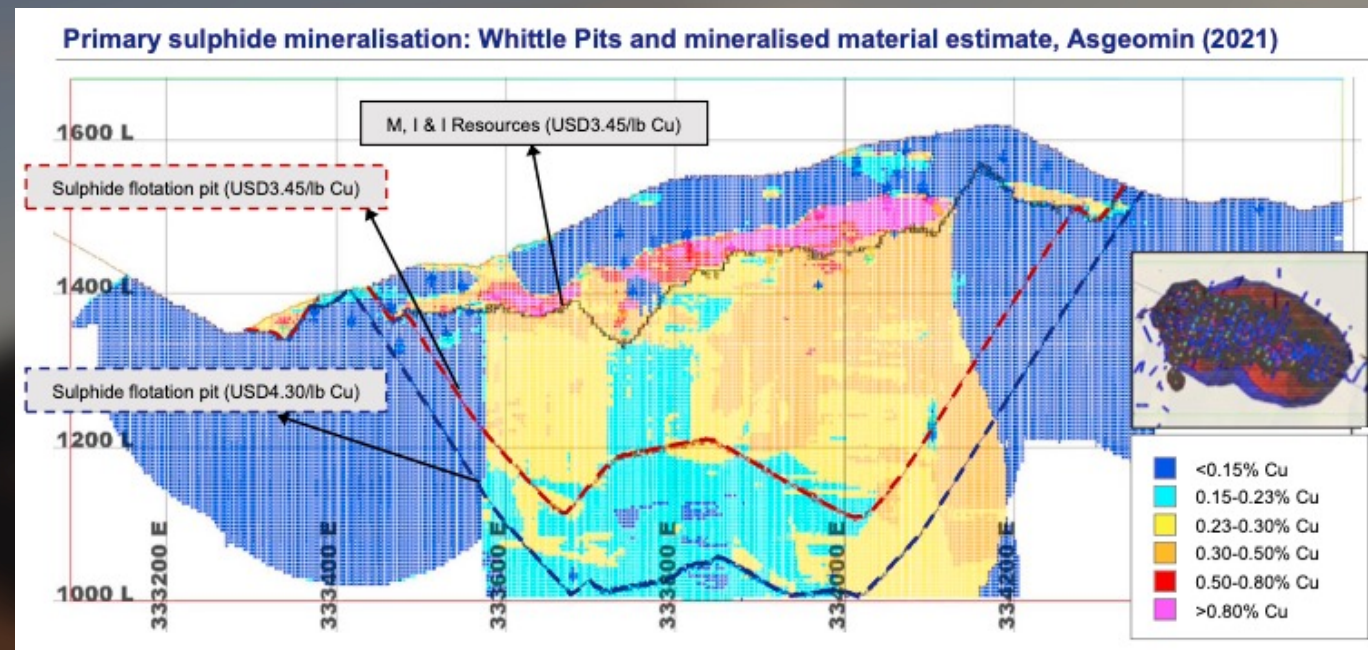 Primary sulphide mineralisation: Whittle Pits and mineralised material estimate, Asgeomin (2021)
M, I & I Resources (USD3.45/lb Cu)
1600 L
Sulphide flotation pit (USD3.45/lb Cu)
1400 L
Sulphide flotation pit (USD4.30/lb Cu)
1200 L
1000 L
333200 E
333400 E
333600 E
333800 E
334000 E
334200 E
<0.15% Cu
0.15-0.23% Cu
0.23-0.30% Cu
0.30-0.50% Cu
0.50-0.80% Cu
>0.80% Cu